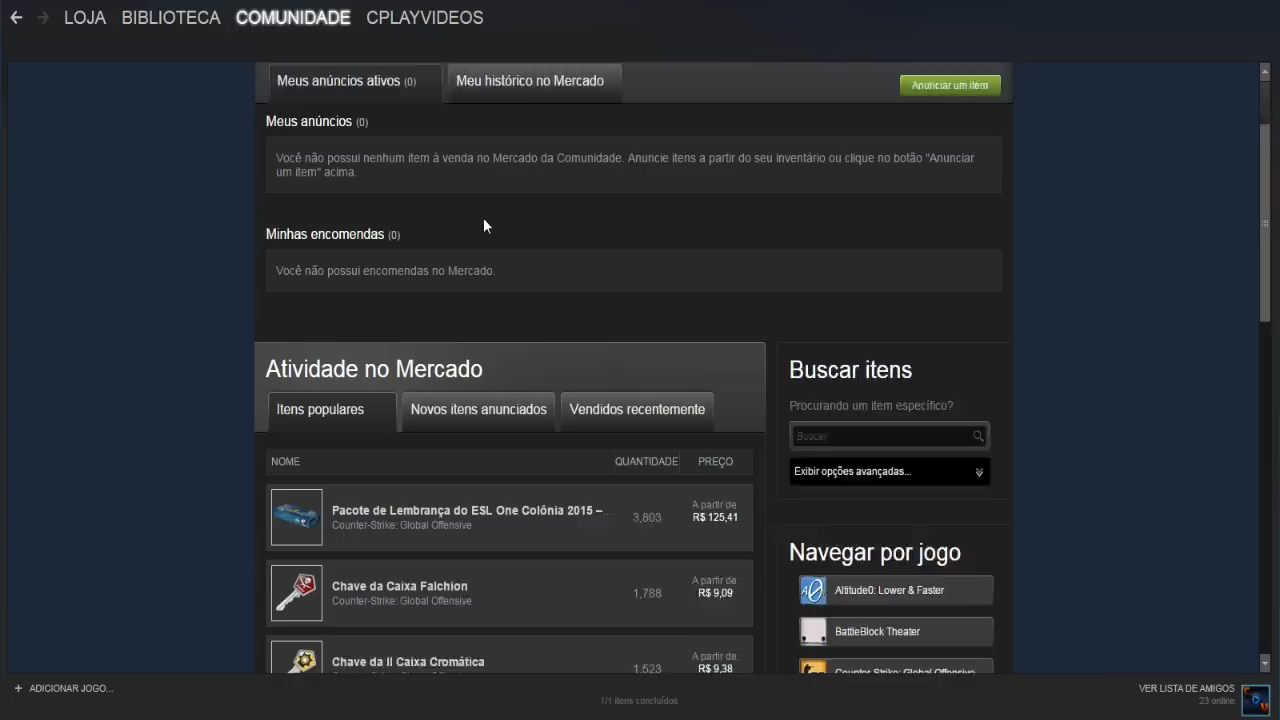 LOJA BIBLIOTECA COMUNIDADE CPLAYVIDEOS
Meus anúncios ativos (0) Meu histórico no Mercado Anunciar um item
Meus anúncios (0)
Você não possui nenhum item à venda no Mercado da Comunidade. Anuncie itens a partir do seu inventário ou clique no botão "Anunciar
um item" acima.
Minhas encomendas (0)
Você não possui encomendas no Mercado.
Atividade no Mercado
Itens populares Novos itens anunciados Vendidos recentemente
NOME QUANTIDADE PREÇO
Pacote de Lembrança do ESL One Colônia 2015 –...
Counter-Strike: Global Offensive
3,803
A partir de:
R$ 125,41
Chave da Caixa Falchion
Counter-Strike: Global Offensive
1,788
A partir de:
R$ 9,09
Chave da II Caixa Cromática
1,523
A partir de:
R$ 9,38
Buscar itens
Procurando um item específico?
Buscar
Exibir opções avançadas...
Navegar por jogo
Altitude0: Lower & Faster
BattleBlock Theater
Counter-Strike: Global Offensive
+ ADICIONAR JOGO...
1/1 itens concluídos
VER LISTA DE AMIGOS
23 online